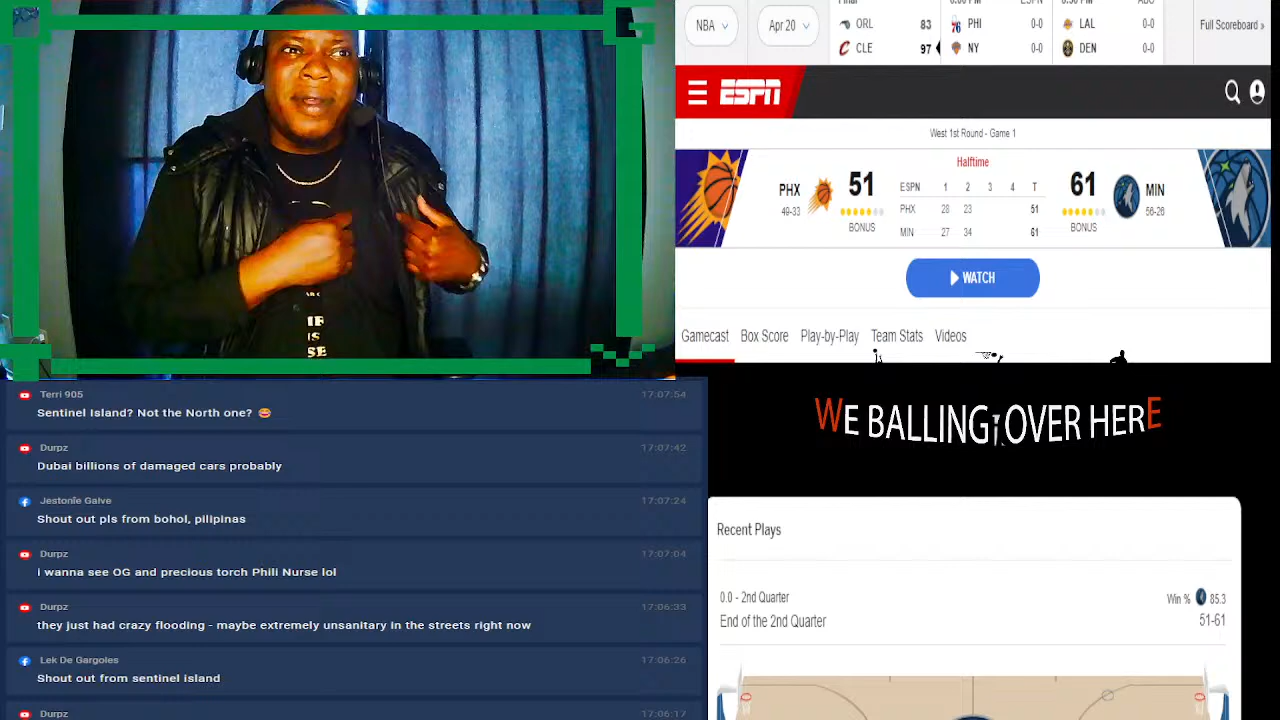 IF
IS
SE
NBA
Apr 20
ORL 83
CLE 97
PHI 0-0
NY 0-0
LAL 0-0
DEN 0-0
Full Scoreboard »
ESPN
West 1st Round - Game 1
Halftime
PHX
49-33
51
BONUS
ESPN 1 2 3 4 T
PHX 28 23 51
MIN 27 34 61
61
BONUS
MIN
56-26
WATCH
Gamecast Box Score Play-by-Play Team Stats Videos
WE BALLING OVER HERE
Recent Plays
0.0 - 2nd Quarter
Win % 85.3
End of the 2nd Quarter
51-61
Terri 905 17:07:54
Sentinel Island? Not the North one?
Durpz 17:07:42
Dubai billions of damaged cars probably
Jestonîe Galve 17:07:24
Shout out pls from bohol, pilipinas
Durpz 17:07:04
i wanna see OG and precious torch Phili Nurse lol
Durpz 17:06:33
they just had crazy flooding - maybe extremely unsanitary in the streets right now
Lek De Gargoles 17:06:26
Shout out from sentinel island
Durpz 17:06:17